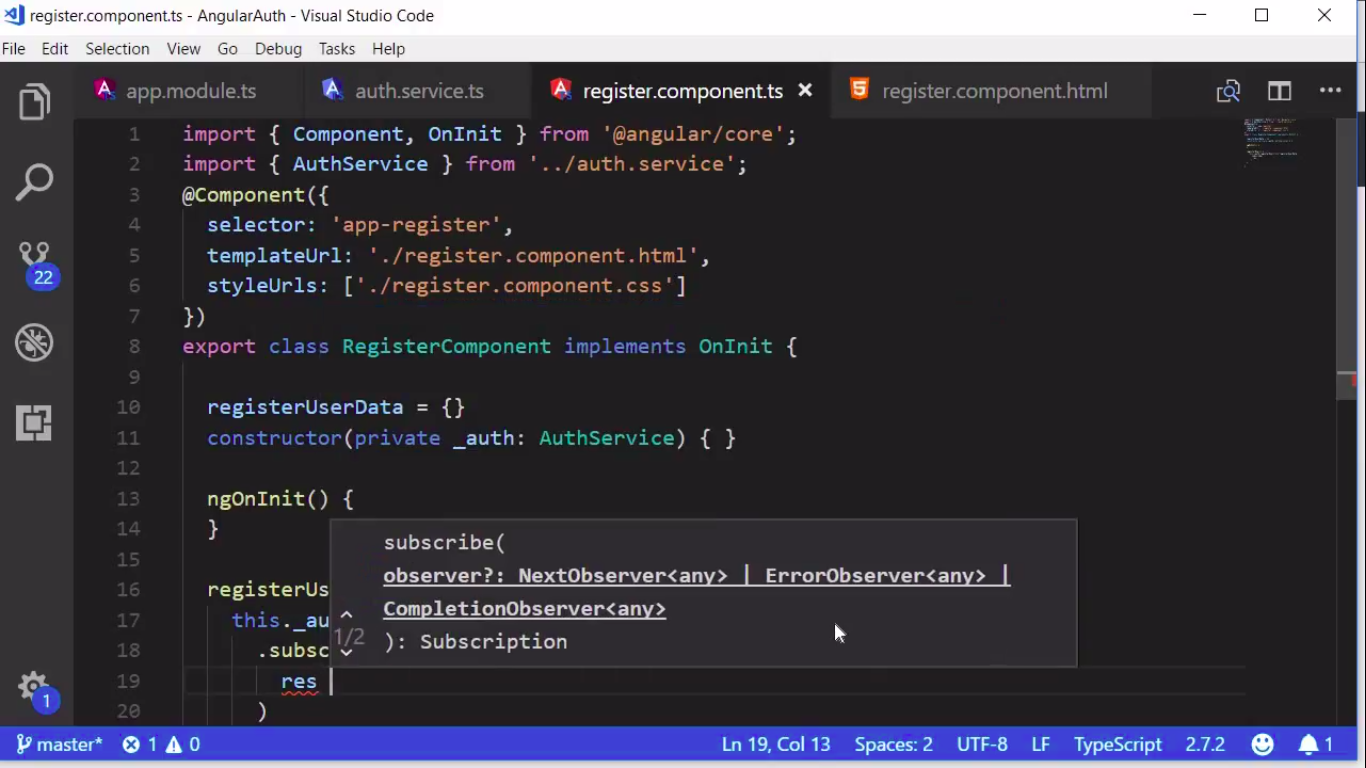 register.component.ts - AngularAuth - Visual Studio Code
File Edit Selection View Go Debug Tasks Help
app.module.ts auth.service.ts register.component.ts register.component.html
1 import { Component, OnInit } from '@angular/core';
2 import { AuthService } from '../auth.service';
3 @Component({
4 selector: 'app-register',
5 templateUrl: './register.component.html',
6 styleUrls: ['./register.component.css']
7 })
8 export class RegisterComponent implements OnInit {
9
10 registerUserData = {}
11 constructor(private _auth: AuthService) { }
12
13 ngOnInit() {
14 }
15
16 registerUs
17 this._au
18 .subsc
19 res
20 )
subscribe(
observer?: NextObserver<any> | ErrorObserver<any> |
CompletionObserver<any>
): Subscription
1/2
22
1
master* 1 0 Ln 19, Col 13 Spaces: 2 UTF-8 LF TypeScript 2.7.2 1